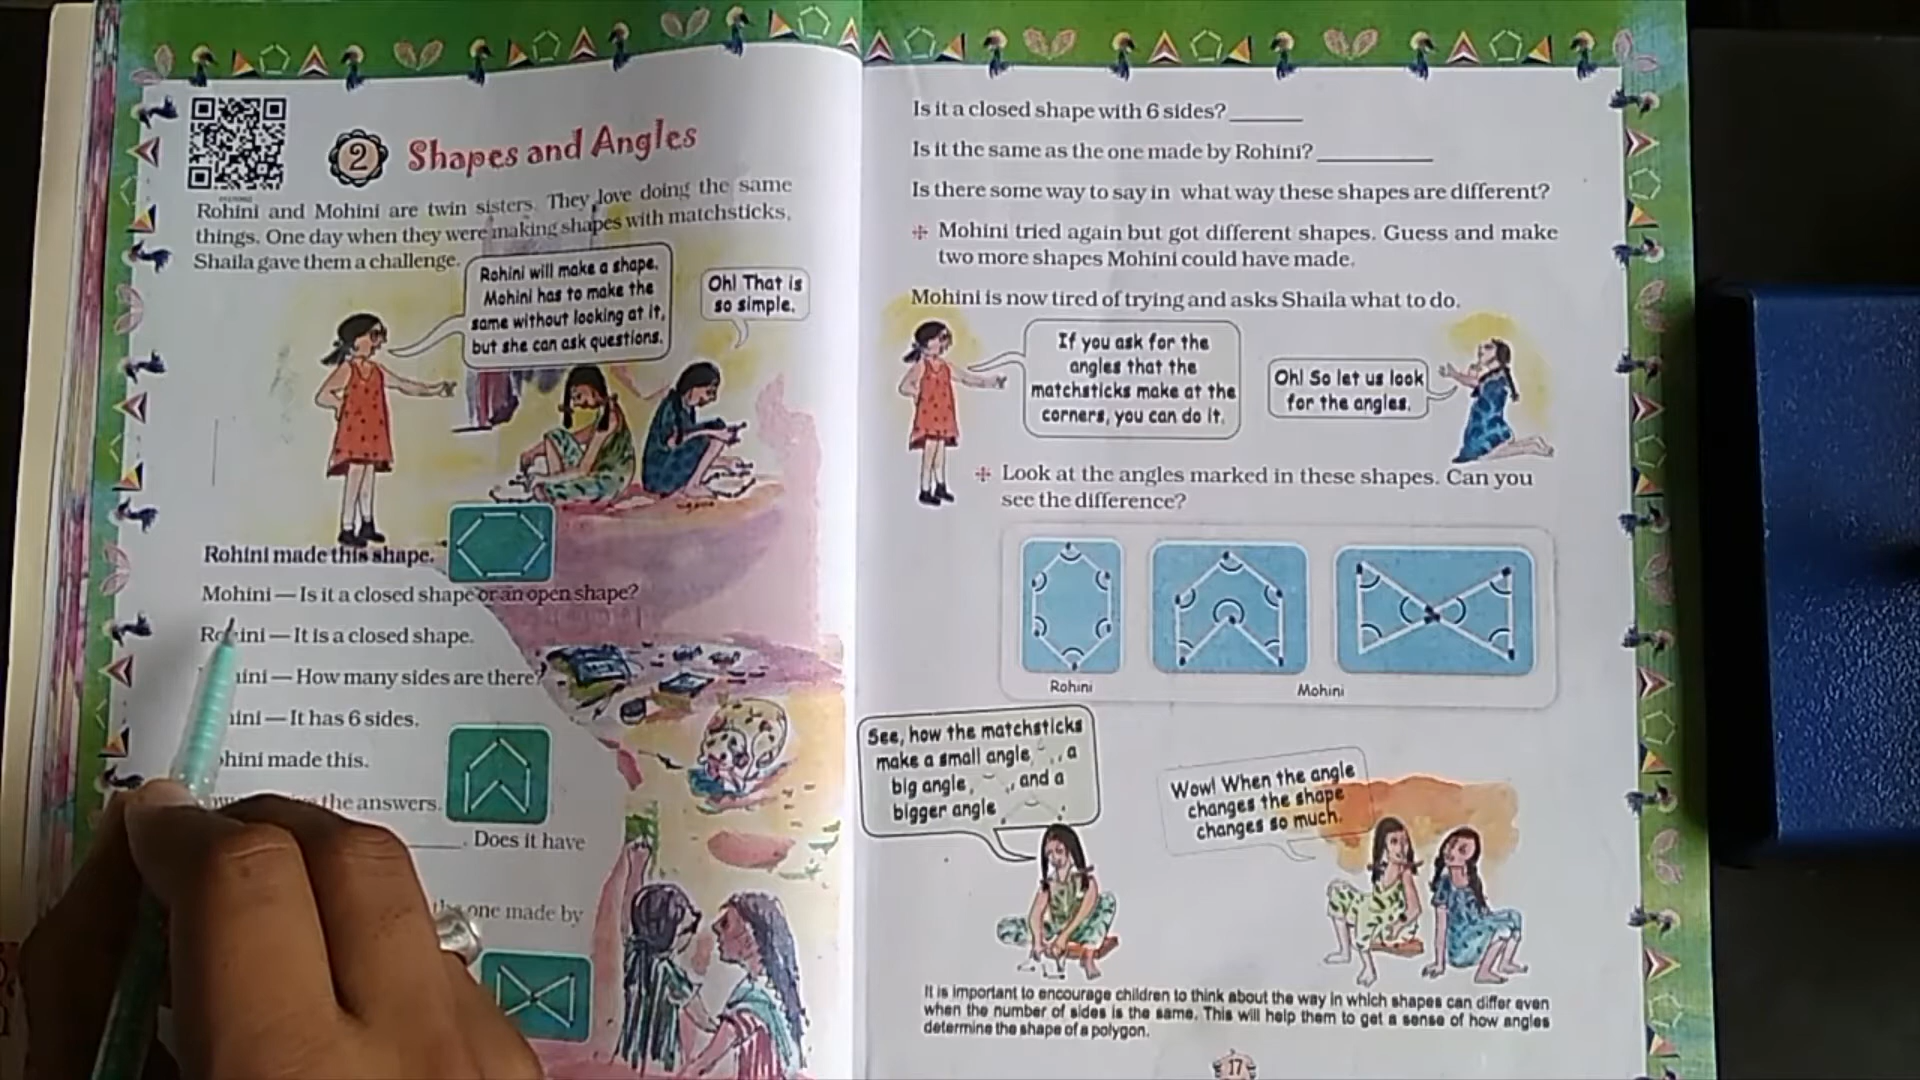 2 Shapes and Angles
Rohini and Mohini are twin sisters. They love doing the same
things. One day when they were making shapes with matchsticks,
Shaila gave them a challenge.
Rohini will make a shape.
Mohini has to make the
same without looking at it,
but she can ask questions.
Oh! That is
so simple.
Rohini made this shape.
Mohini — Is it a closed shape or an open shape?
— It is a closed shape.
— How many sides are there?
— It has 6 sides.
made this.
the answers.
. Does it have
one made by
Is it a closed shape with 6 sides? ______
Is it the same as the one made by Rohini? __________
Is there some way to say in what way these shapes are different?
Mohini tried again but got different shapes. Guess and make
two more shapes Mohini could have made.
Mohini is now tired of trying and asks Shaila what to do.
If you ask for the
angles that the
matchsticks make at the
corners, you can do it.
Oh! So let us look
for the angles.
Look at the angles marked in these shapes. Can you
see the difference?
Rohini
Mohini
See, how the matchsticks
make a small angle, a
big angle, and a
bigger angle
Wow! When the angle
changes the shape
changes so much.
It is important to encourage children to think about the way in which shapes can differ even
when the number of sides is the same. This will help them to get a sense of how angles
determine the shape of a polygon.
17